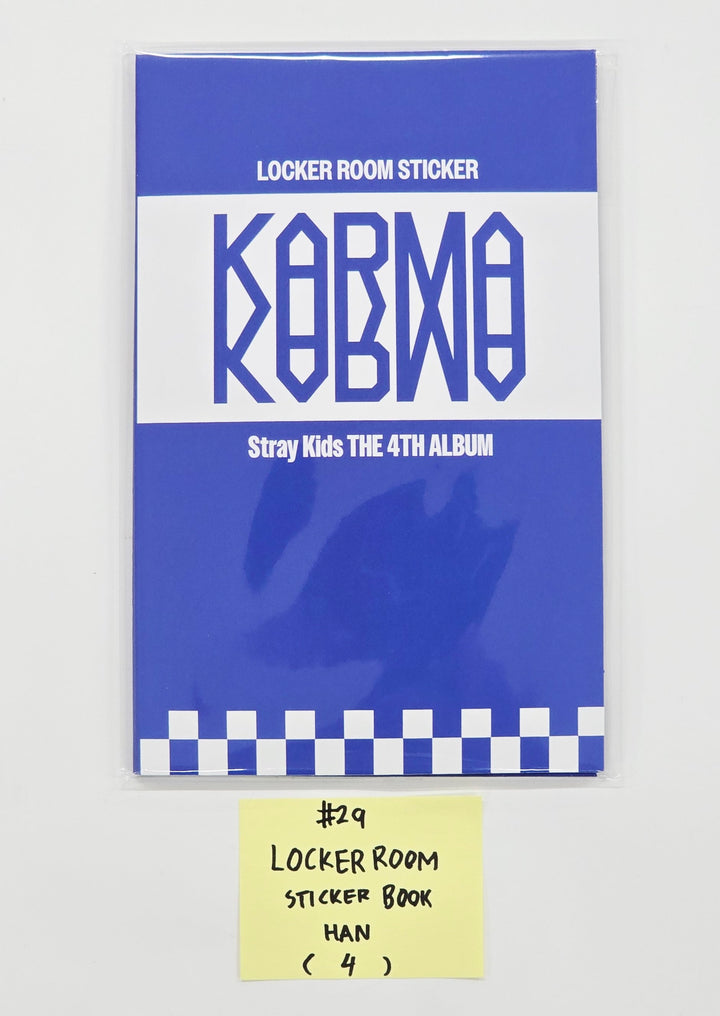 LOCKER ROOM STICKER
KARMA
Stray Kids THE 4TH ALBUM
#29
LOCKER ROOM
STICKER BOOK
HAN
( 4 )